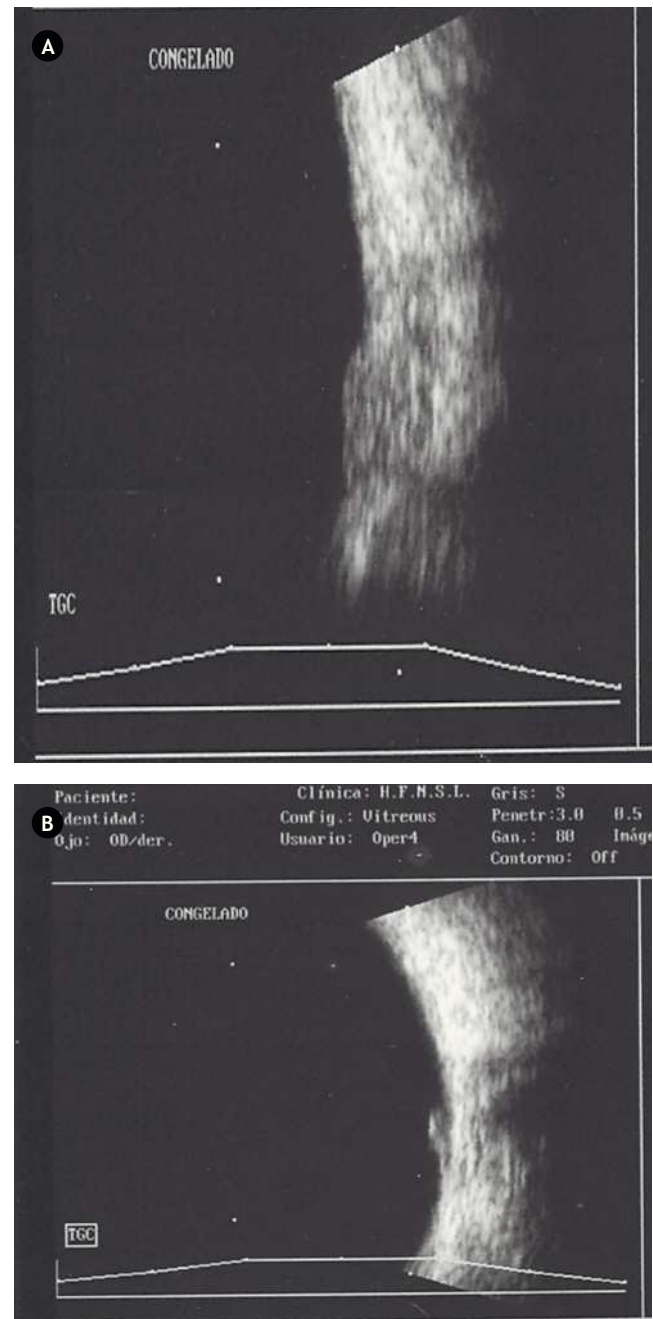 A
CONGELADO
TGC
B
Paciente: Clínica: H.F.N.S.L. Gris: S
dentidad: Config.: Vitreous Penetr:3.0 0.5
Ojo: OD/der. Usuario: Oper4 Gan.: 80 Imáge
Contorno: Off
CONGELADO
TGC